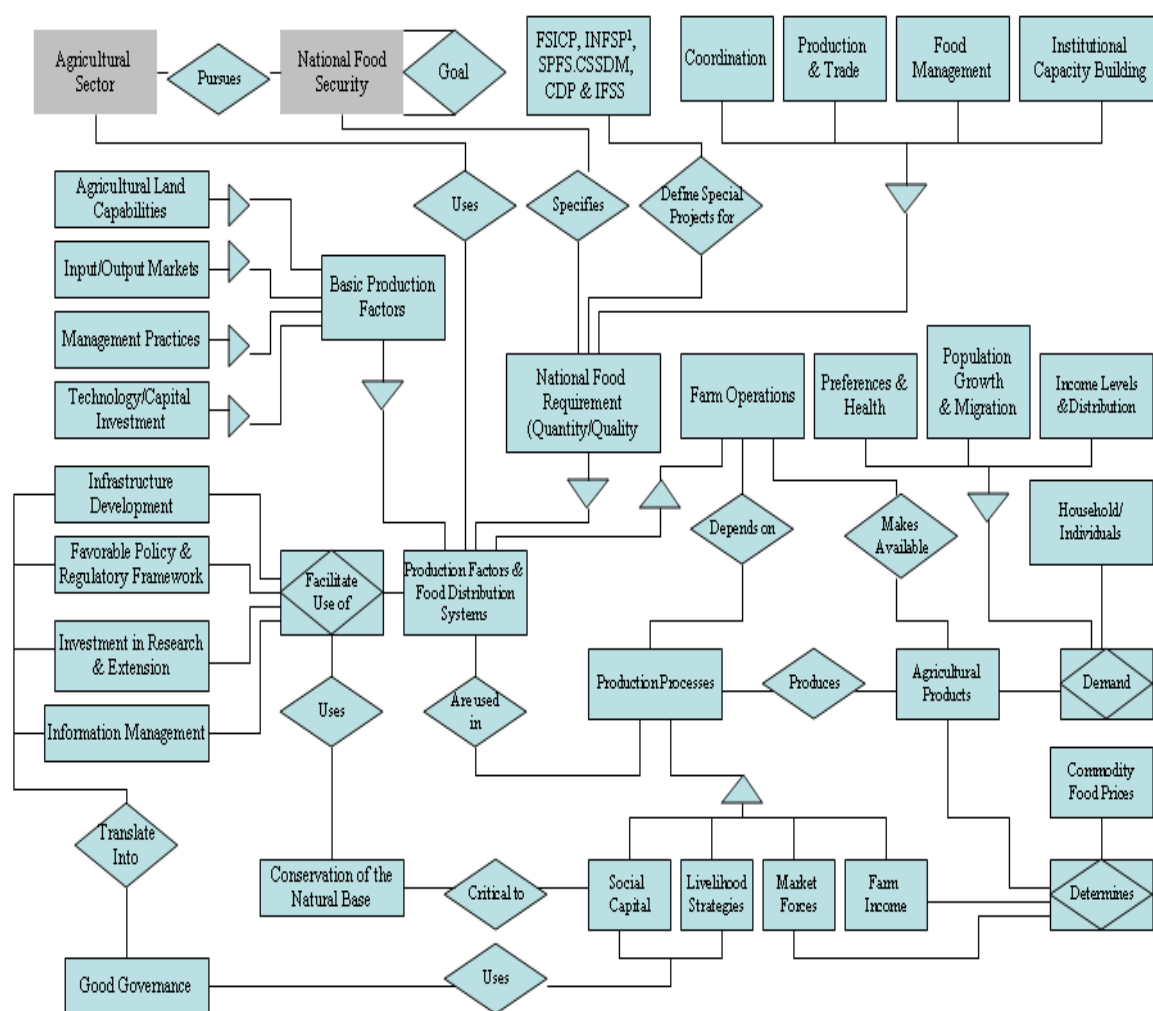 Agricultural
Sector
Pursues
National Food
Security
Goal
FSICP, INFSP¹,
SPFS.CSSDM,
CDP & IFSS
Coordination
Production
& Trade
Food
Management
Institutional
Capacity Building
Agricultural Land
Capabilities
Uses
Specifies
Define Special
Projects for
Input/Output Markets
Basic Production
Factors
Management Practices
Technology/Capital
Investment
National Food
Requirement
(Quantity/Quality
Farm Operations
Preferences &
Health
Population
Growth
& Migration
Income Levels
&Distribution
Infrastructure
Development
Depends on
Makes
Available
Household/
Individuals
Favorable Policy &
Regulatory Framework
Facilitate
Use of
Production Factors &
Food Distribution
Systems
Investment in Research
& Extension
Uses
Are used
in
Production Processes
Produces
Agricultural
Products
Demand
Information Management
Commodity
Food Prices
Translate
Into
Conservation of the
Natural Base
Critical to
Social
Capital
Livelihood
Strategies
Market
Forces
Farm
Income
Determines
Good Governance
Uses